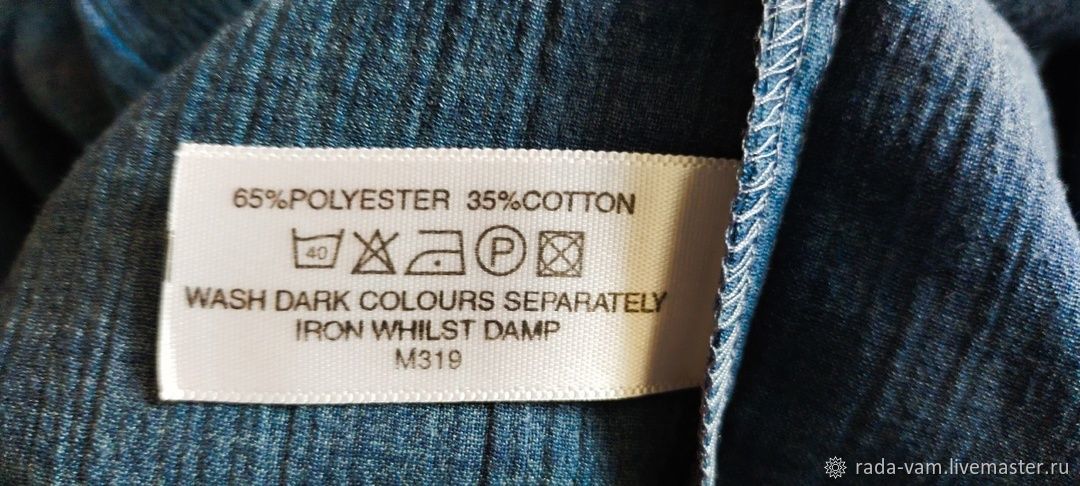 65%POLYESTER 35%COTTON
40 P
WASH DARK COLOURS SEPARATELY
IRON WHILST DAMP
M319
rada-vam.livemaster.ru